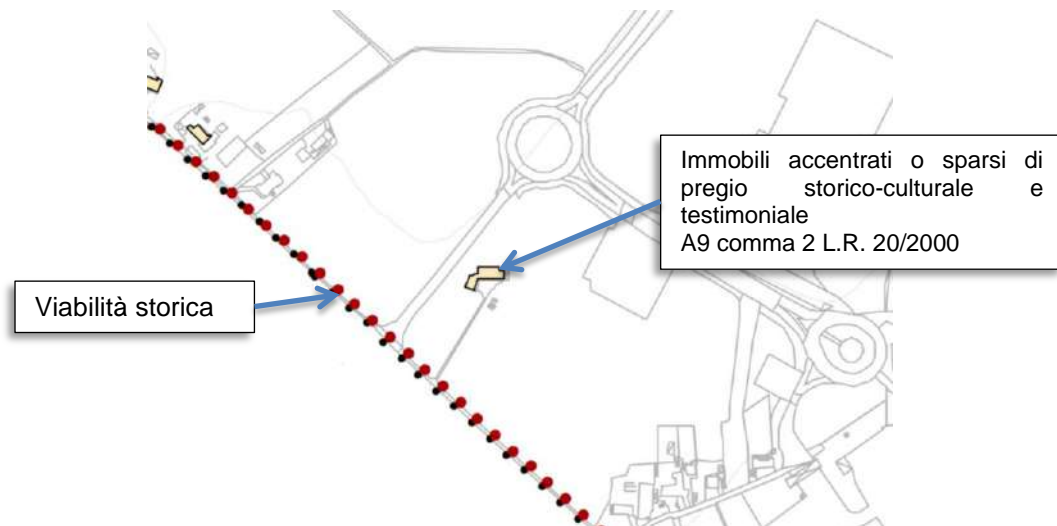 Immobili accentrati o sparsi di
pregio storico-culturale e
testimoniale
A9 comma 2 L.R. 20/2000
Viabilità storica